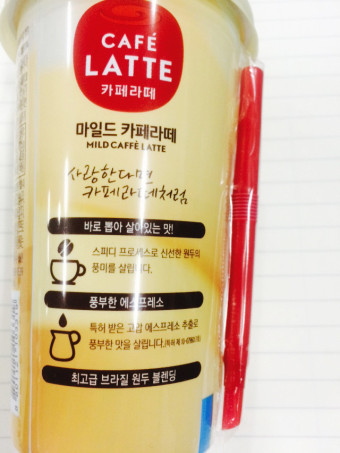 CAFÉ
LATTE
카페라떼
마일드 카페라떼
MILD CAFFÈ LATTE
사랑한다면
카페라떼처럼
바로 뽑아 살아있는 맛!
스피디 프로세스로 신선한 원두의
풍미를 살립니다.
풍부한 에스프레소
특허 받은 고압 에스프레소 추출로
풍부한 맛을 살립니다.
최고급 브라질 원두 블렌딩